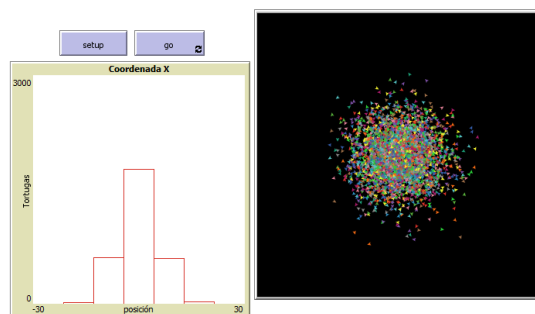 setup
go
Coordenada X
3000
Tortugas
0
-30
posición
30